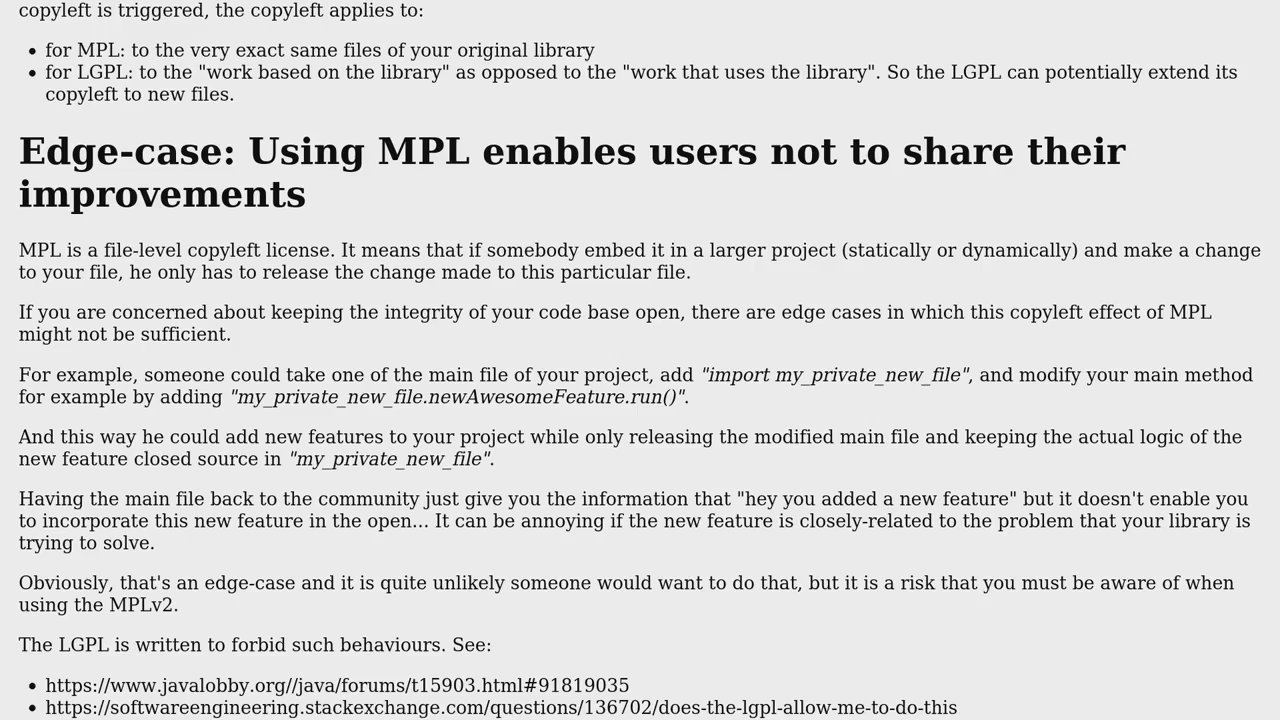 copyleft is triggered, the copyleft applies to:
• for MPL: to the very exact same files of your original library
• for LGPL: to the "work based on the library" as opposed to the "work that uses the library". So the LGPL can potentially extend its
copyleft to new files.
Edge-case: Using MPL enables users not to share their
improvements
MPL is a file-level copyleft license. It means that if somebody embed it in a larger project (statically or dynamically) and make a change
to your file, he only has to release the change made to this particular file.
If you are concerned about keeping the integrity of your code base open, there are edge cases in which this copyleft effect of MPL
might not be sufficient.
For example, someone could take one of the main file of your project, add "import my_private_new_file", and modify your main method
for example by adding "my_private_new_file.newAwesomeFeature.run()".
And this way he could add new features to your project while only releasing the modified main file and keeping the actual logic of the
new feature closed source in "my_private_new_file".
Having the main file back to the community just give you the information that "hey you added a new feature" but it doesn't enable you
to incorporate this new feature in the open... It can be annoying if the new feature is closely-related to the problem that your library is
trying to solve.
Obviously, that's an edge-case and it is quite unlikely someone would want to do that, but it is a risk that you must be aware of when
using the MPLv2.
The LGPL is written to forbid such behaviours. See:
• https://www.javalobby.org//java/forums/t15903.html#91819035
• https://softwareengineering.stackexchange.com/questions/136702/does-the-lgpl-allow-me-to-do-this